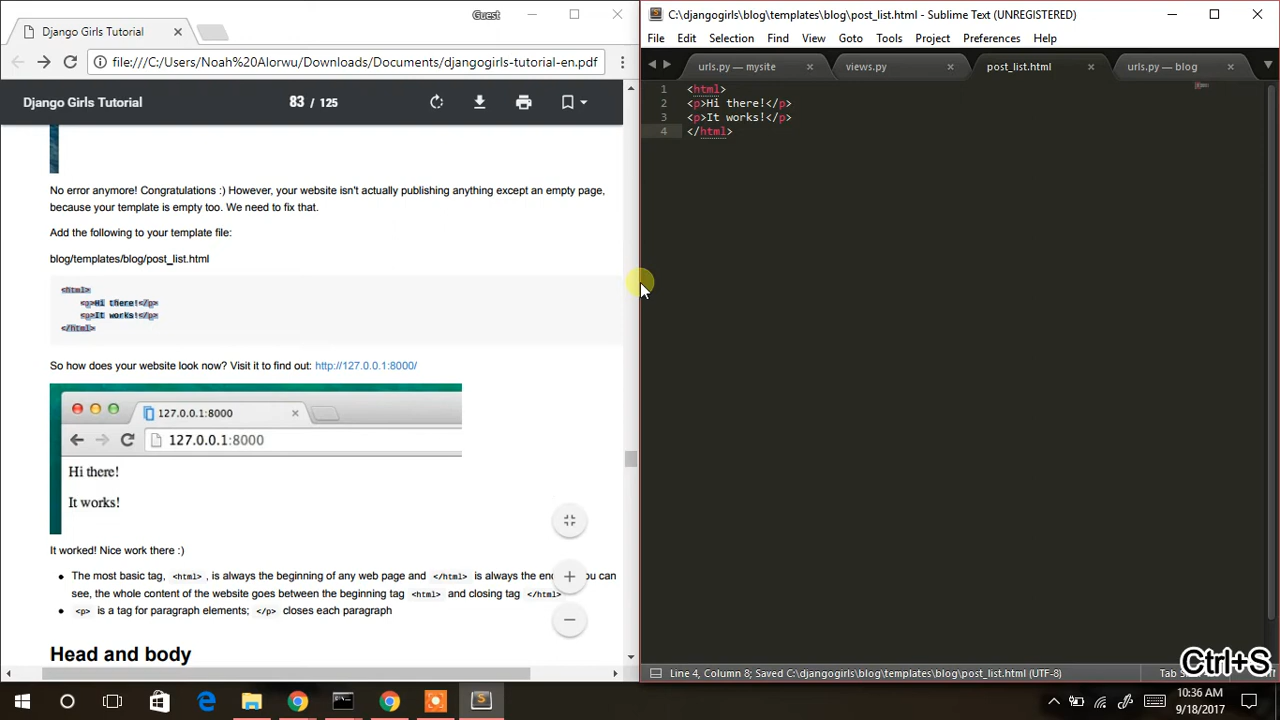 Guest
Django Girls Tutorial
file:///C:/Users/Noah%20Alorwu/Downloads/Documents/djangogirls-tutorial-en.pdf
Django Girls Tutorial
83 / 125
No error anymore! Congratulations :) However, your website isn't actually publishing anything except an empty page,
because your template is empty too. We need to fix that.
Add the following to your template file:
blog/templates/blog/post_list.html
<html>
<p>Hi there!</p>
<p>It works!</p>
</html>
So how does your website look now? Visit it to find out: http://127.0.0.1:8000/
127.0.0.1:8000
127.0.0.1:8000
Hi there!
It works!
It worked! Nice work there :)
The most basic tag, <html> , is always the beginning of any web page and </html> is always the en ou can
see, the whole content of the website goes between the beginning tag <html> and closing tag </html>
<p> is a tag for paragraph elements; </p> closes each paragraph
Head and body
C:\djangogirls\blog\templates\blog\post_list.html - Sublime Text (UNREGISTERED)
File Edit Selection Find View Goto Tools Project Preferences Help
urls.py — mysite
views.py
post_list.html
urls.py — blog
1 <html>
2 <p>Hi there!</p>
3 <p>It works!</p>
4 </html>
Ctrl+S
Line 4, Column 8; Saved C:\djangogirls\blog\templates\blog\post_list.html (UTF-8)
10:36 AM
9/18/2017